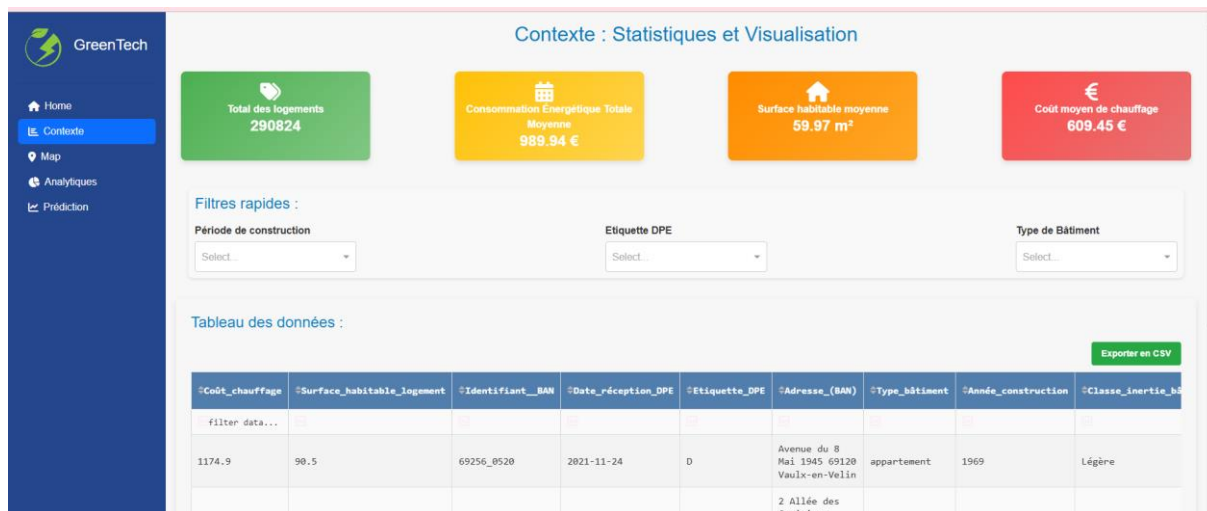 GreenTech
Home
Contexte
Map
Analytiques
Prédiction
Contexte : Statistiques et Visualisation
Total des logements
290824
Consommation Énergétique Totale
Moyenne
989.94 €
Surface habitable moyenne
59.97 m²
Coût moyen de chauffage
609.45 €
Filtres rapides :
Période de construction
Select...
Etiquette DPE
Select...
Type de Bâtiment
Select...
Tableau des données :
Exporter en CSV
Coût_chauffage Surface_habitable_logement Identifiant__BAN Date_réception_DPE Etiquette_DPE Adresse_(BAN) Type_bâtiment Année_construction Classe_inertie_bâ
filter data...
1174.9 90.5 69256_0520 2021-11-24 D Avenue du 8 Mai 1945 69120 Vaulx-en-Velin appartement 1969 Légère
2 Allée des